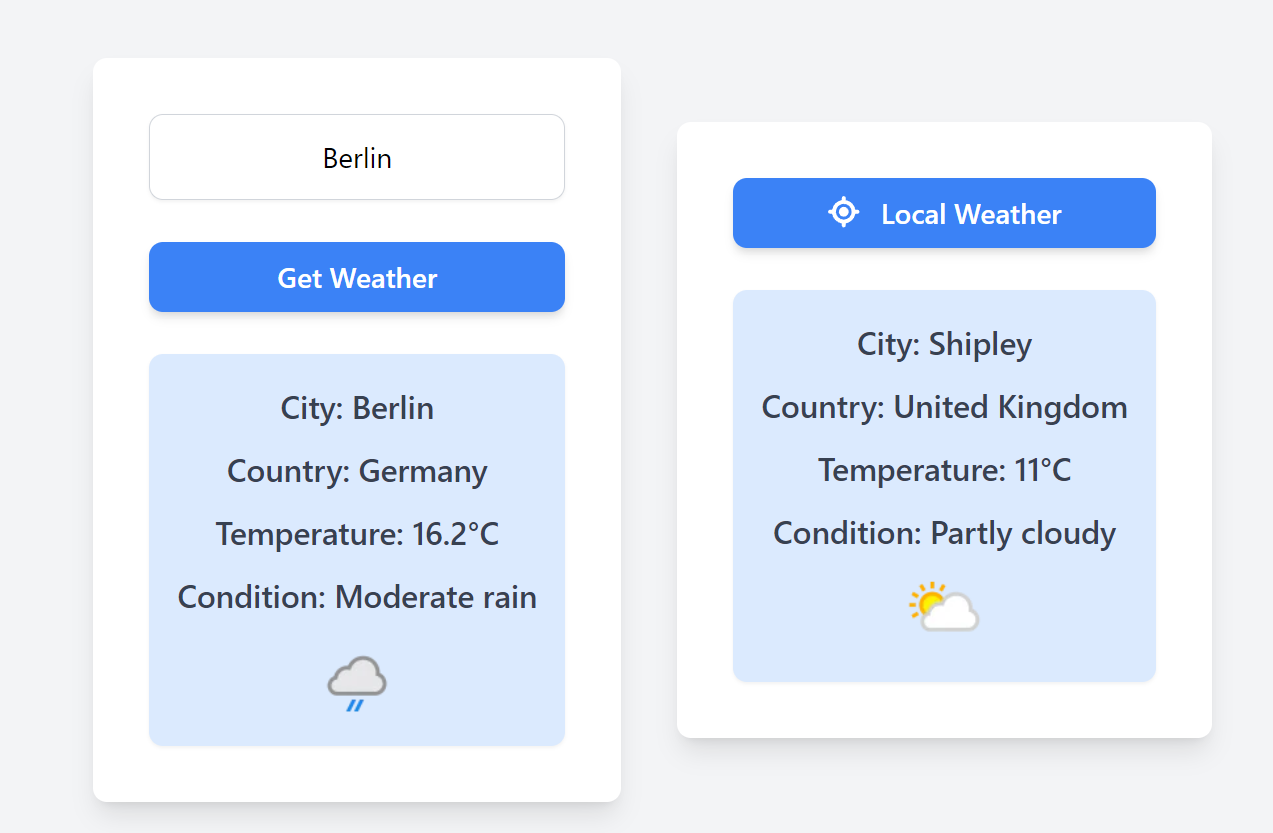 Berlin
Get Weather
City: Berlin
Country: Germany
Temperature: 16.2°C
Condition: Moderate rain
Local Weather
City: Shipley
Country: United Kingdom
Temperature: 11°C
Condition: Partly cloudy